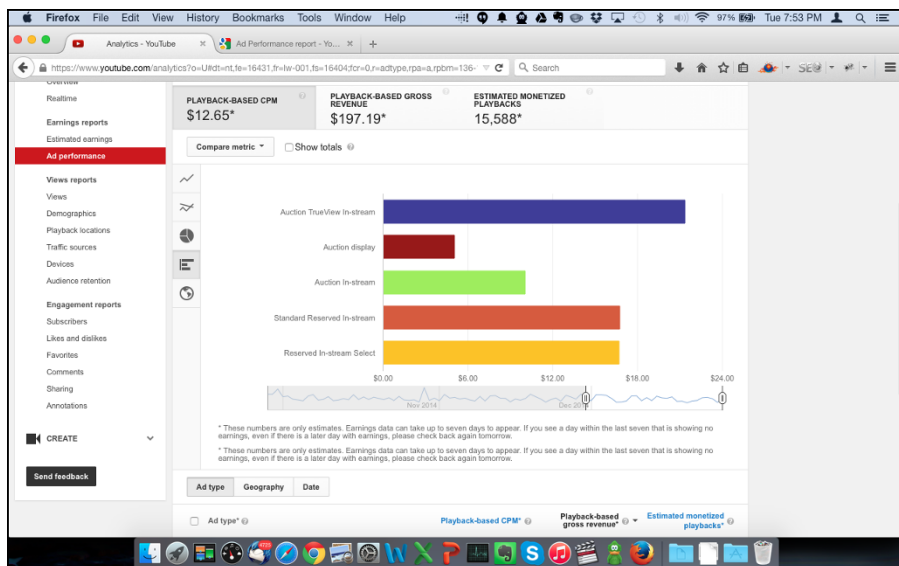 Firefox File Edit View History Bookmarks Tools Window Help 97% Tue 7:53 PM
Analytics - YouTube
Ad Performance report - Yo...
https://www.youtube.com/analytics?o=U#dt=nt,fe=16431,fr=lw-001,fs=16404;fcr=0,r=adtype,rpa=a,rpbm=136-
Search
Overview
Realtime
Earnings reports
Estimated earnings
Ad performance
Views reports
Views
Demographics
Playback locations
Traffic sources
Devices
Audience retention
Engagement reports
Subscribers
Likes and dislikes
Favorites
Comments
Sharing
Annotations
CREATE
Send feedback
PLAYBACK-BASED CPM
$12.65*
PLAYBACK-BASED GROSS
REVENUE
$197.19*
ESTIMATED MONETIZED
PLAYBACKS
15,588*
Compare metric
Show totals
Auction TrueView In-stream
Auction display
Auction In-stream
Standard Reserved In-stream
Reserved In-stream Select
$0.00 $6.00 $12.00 $18.00 $24.00
Nov 2014
* These numbers are only estimates. Earnings data can take up to seven days to appear. If you see a day within the last seven that is showing no
earnings, even if there is a later day with earnings, please check back again tomorrow.
* These numbers are only estimates. Earnings data can take up to seven days to appear. If you see a day within the last seven that is showing no
earnings, even if there is a later day with earnings, please check back again tomorrow.
Ad type Geography Date
Ad type*
Playback-based CPM*
Playback-based
gross revenue*
Estimated monetized
playbacks*